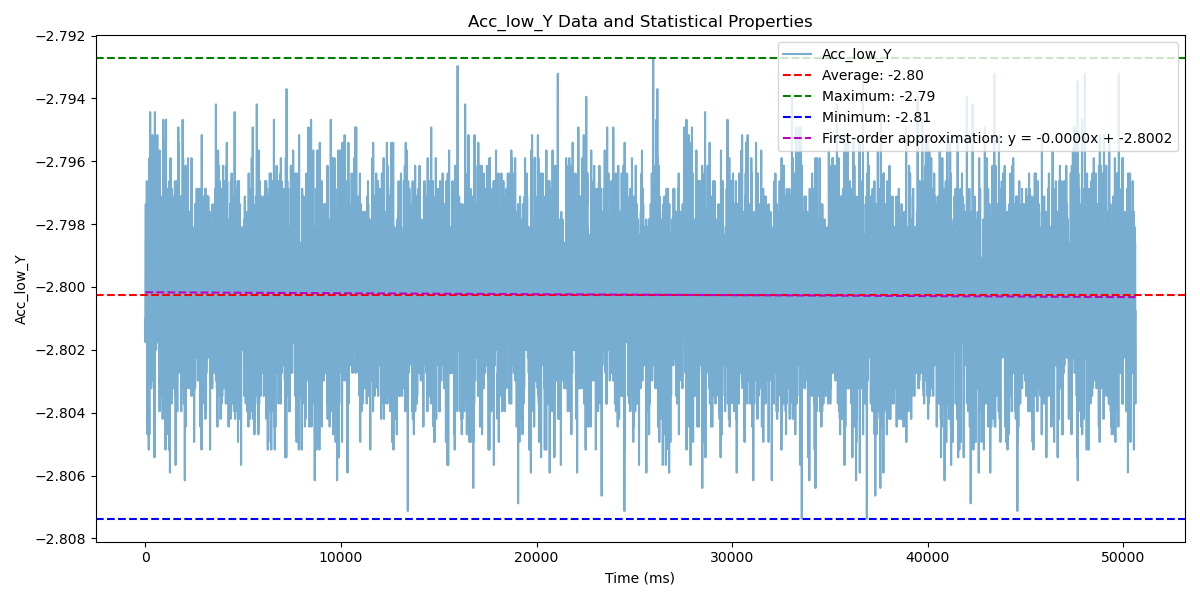 Acc_low_Y Data and Statistical Properties
−2.792
−2.794
−2.796
−2.798
−2.800
−2.802
−2.804
−2.806
−2.808
Acc_low_Y
Acc_low_Y
Average: -2.80
Maximum: -2.79
Minimum: -2.81
First-order approximation: y = -0.0000x + -2.8002
0
10000
20000
30000
40000
50000
Time (ms)